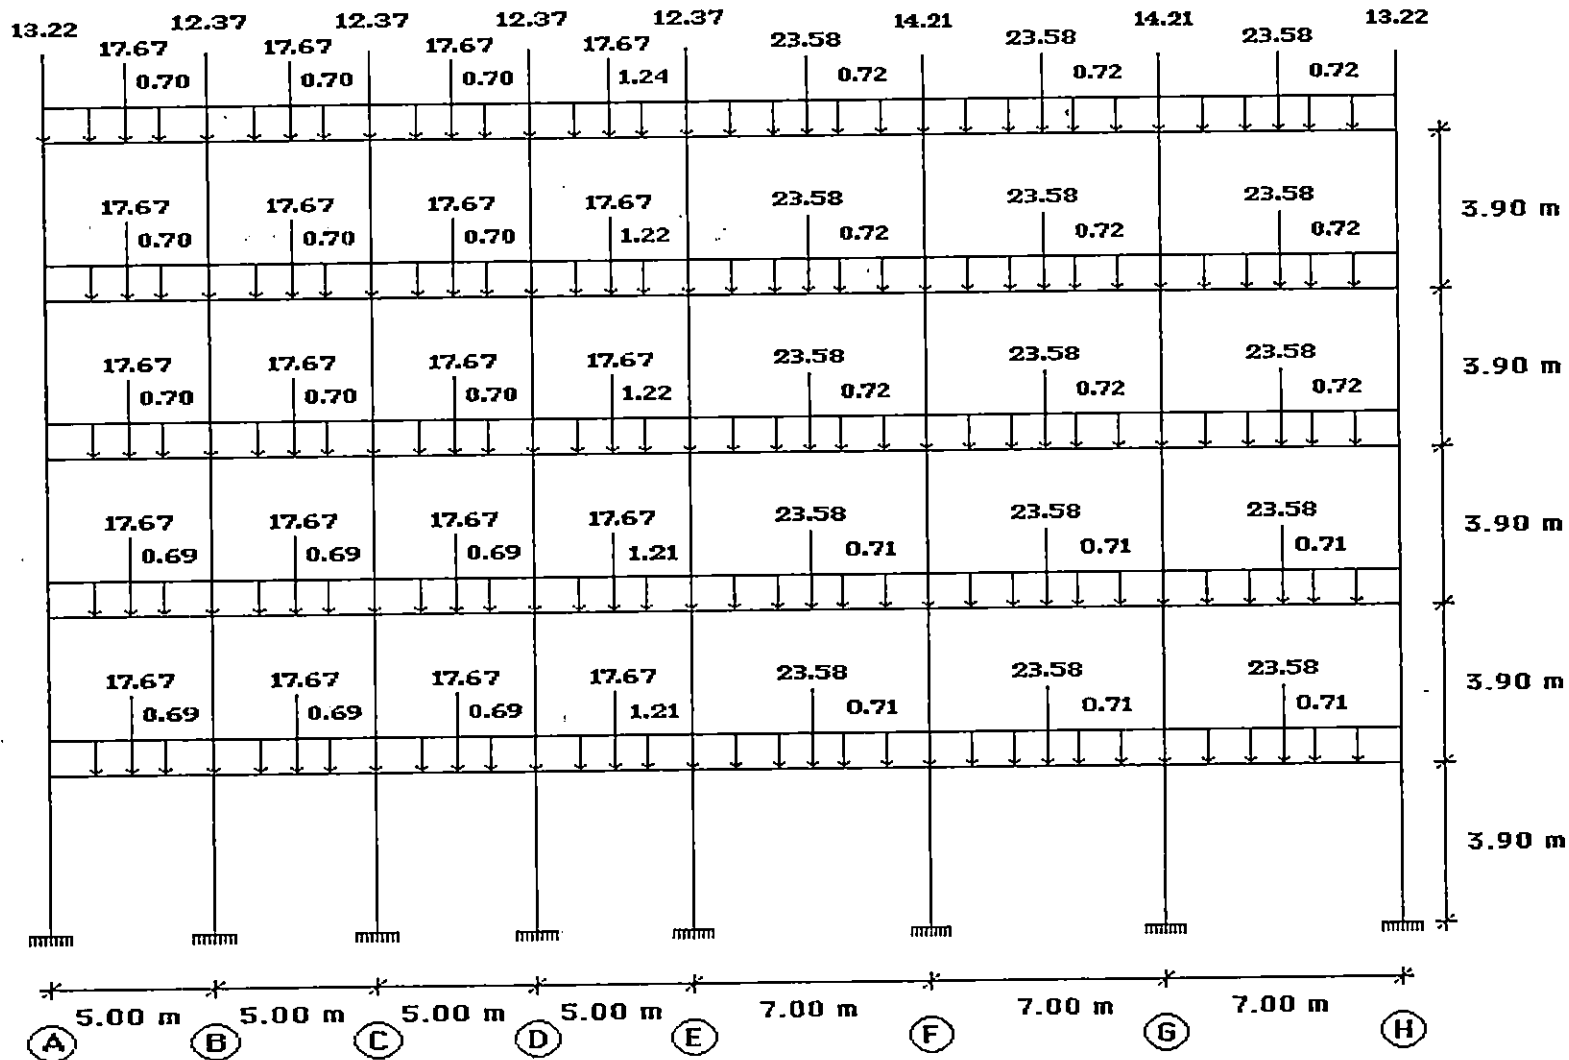 13.22 12.37 12.37 12.37 12.37 14.21 14.21 13.22
17.67 17.67 17.67 17.67 23.58 23.58 23.58
0.70 0.70 0.70 1.24 0.72 0.72 0.72
17.67 17.67 17.67 17.67 23.58 23.58 23.58
0.70 0.70 0.70 1.22 0.72 0.72 0.72
3.90 m
17.67 17.67 17.67 17.67 23.58 23.58 23.58
0.70 0.70 0.70 1.22 0.72 0.72 0.72
3.90 m
17.67 17.67 17.67 17.67 23.58 23.58 23.58
0.69 0.69 0.69 1.21 0.71 0.71 0.71
3.90 m
17.67 17.67 17.67 17.67 23.58 23.58 23.58
0.69 0.69 0.69 1.21 0.71 0.71 0.71
3.90 m
3.90 m
5.00 m 5.00 m 5.00 m 5.00 m 7.00 m 7.00 m 7.00 m
A B C D E F G H